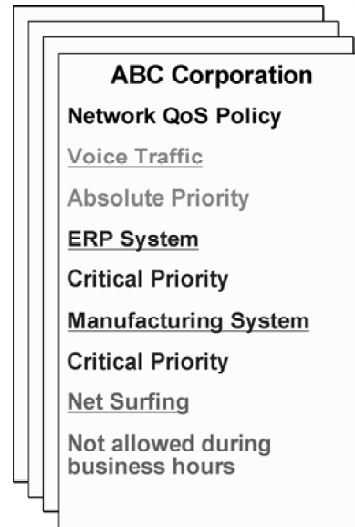 ABC Corporation
Network QoS Policy
Voice Traffic
Absolute Priority
ERP System
Critical Priority
Manufacturing System
Critical Priority
Net Surfing
Not allowed during
business hours